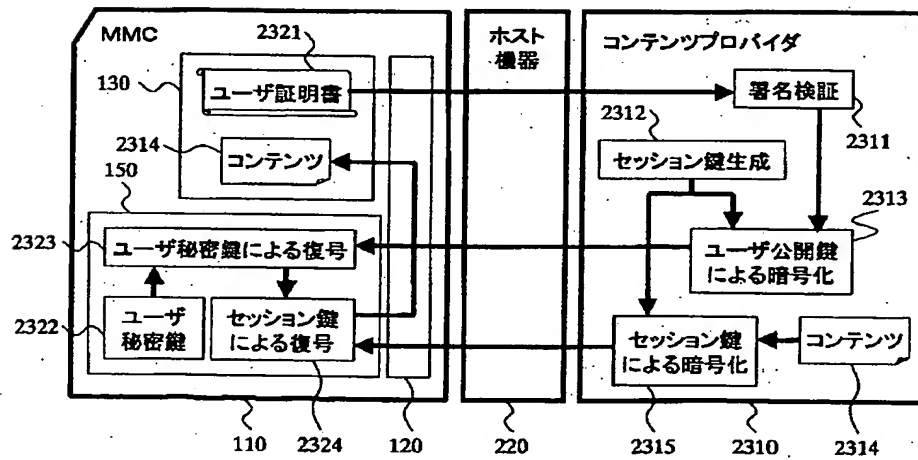 MMC
2321
130
ユーザ証明書
2314
コンテンツ
150
2323
ユーザ秘密鍵による復号
2322
ユーザ
秘密鍵
セッション鍵
による復号
110
2324
120
ホスト
機器
220
コンテンツプロバイダ
署名検証
2311
2312
セッション鍵生成
2313
ユーザ公開鍵
による暗号化
セッション鍵
による暗号化
コンテンツ
2315
2310
2314